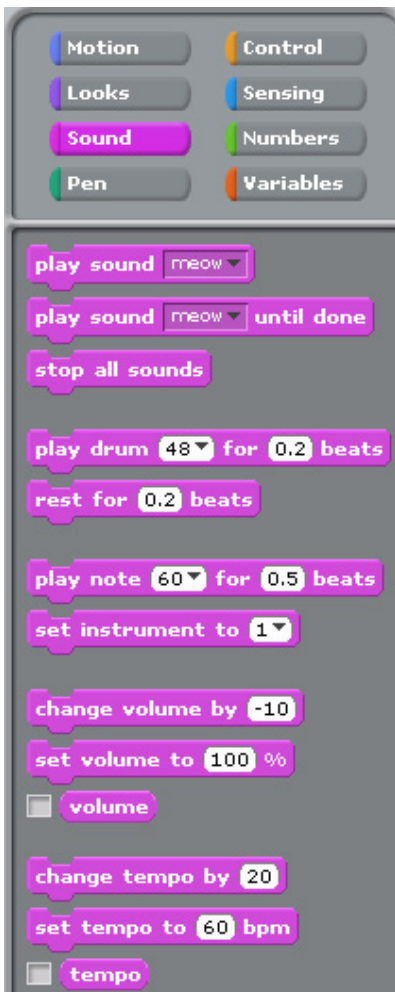 Motion Control
Looks Sensing
Sound Numbers
Pen Variables
play sound meow
play sound meow until done
stop all sounds
play drum 48 for 0.2 beats
rest for 0.2 beats
play note 60 for 0.5 beats
set instrument to 1
change volume by -10
set volume to 100 %
volume
change tempo by 20
set tempo to 60 bpm
tempo